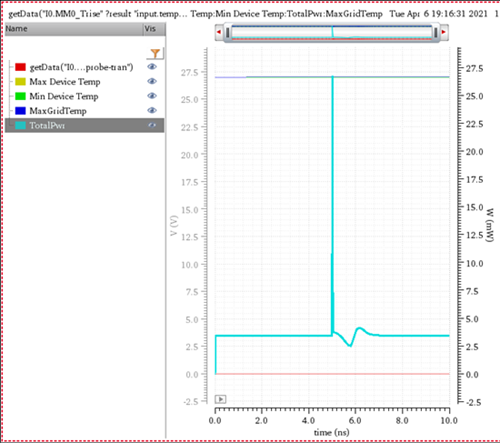 getData("I0.MM0_Trise" ?result "input.temp... Temp:Min Device Temp:TotalPwr:MaxGridTemp Tue Apr 6 19:16:31 2021 1
Name Vis
getData("I0....probe-tran")
Max Device Temp
Min Device Temp
MaxGridTemp
TotalPwr
27.5 27.5
25.0 25.0
22.5 22.5
20.0 20.0
17.5 17.5
15.0 15.0
V (V) W (mW)
12.5 12.5
10.0 10.0
7.5 7.5
5.0 5.0
2.5 2.5
0.0 0.0
-2.5 -2.5
0.0 2.0 4.0 6.0 8.0 10.0
time (ns)